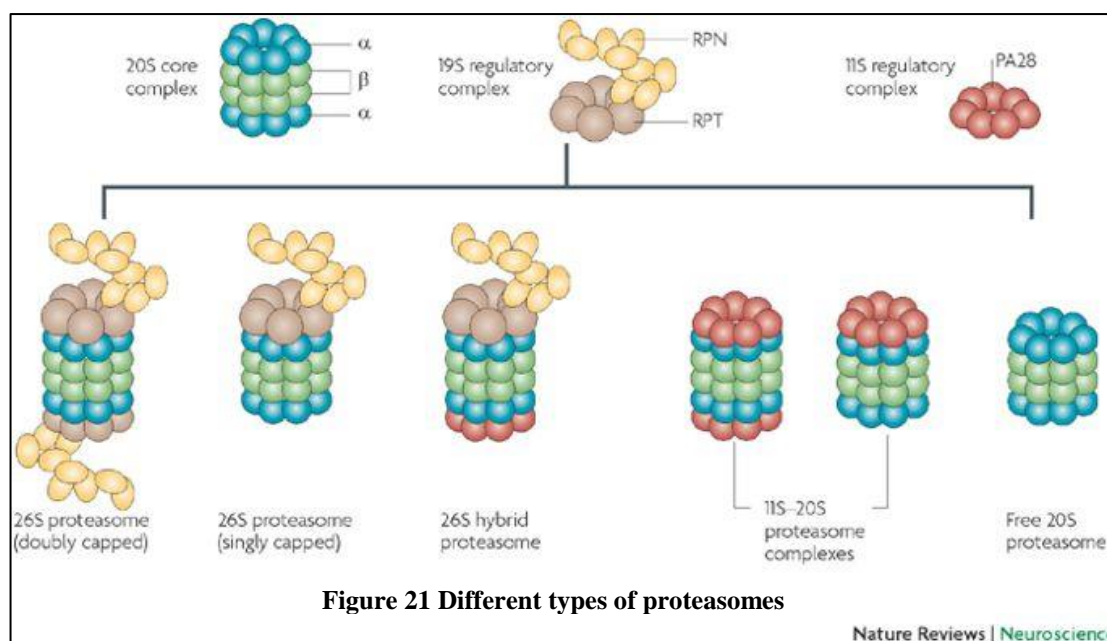 20S core
complex
α
β
α
19S regulatory
complex
RPN
RPT
11S regulatory
complex
PA28
26S proteasome
(doubly capped)
26S proteasome
(singly capped)
26S hybrid
proteasome
11S–20S
proteasome
complexes
Free 20S
proteasome
Figure 21 Different types of proteasomes
Nature Reviews | Neuroscience